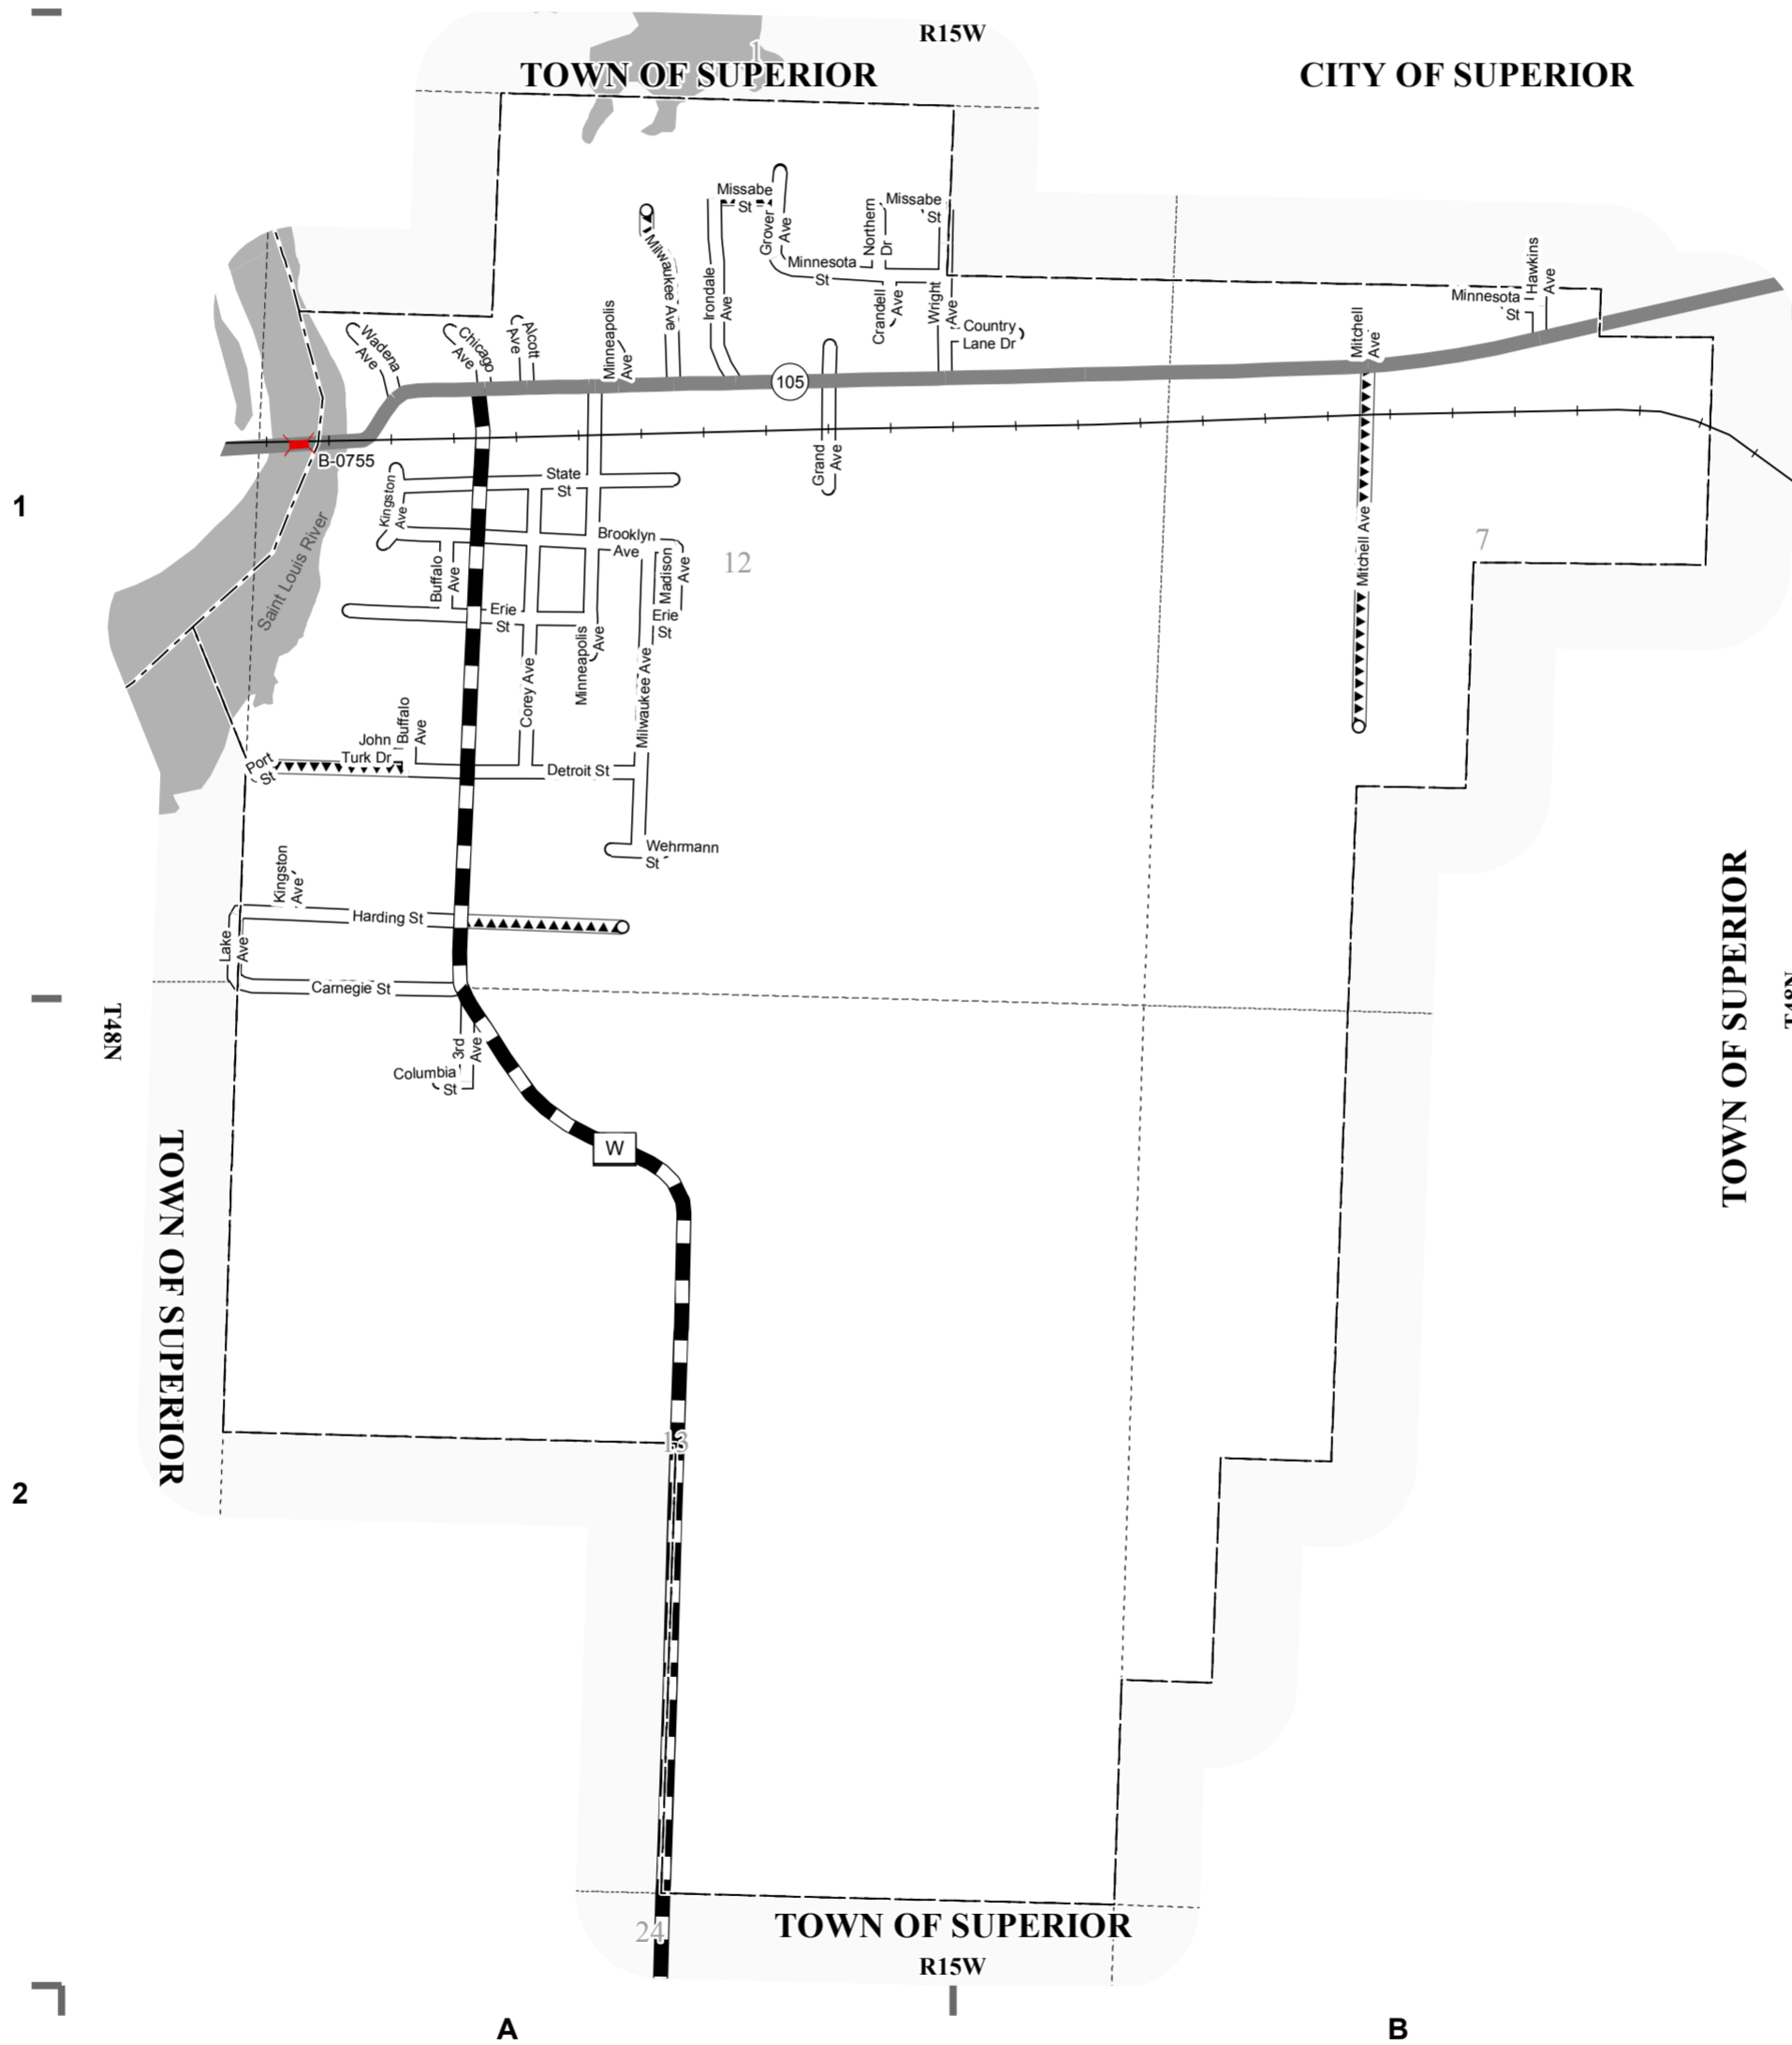 R15W
TOWN OF SUPERIOR
CITY OF SUPERIOR
1
Missabe
St
Grover
Ave
Northern
Dr
Missabe
St
Milwaukee Ave
Irondale
Ave
Minnesota
St
Crandell
Ave
Wright
Ave
Country
Lane Dr
Hawkins
Ave
Minnesota
St
Mitchell
Ave
Wadena
Ave
Chicago
Ave
Alcott
Ave
Minneapolis
Ave
105
B-0755
Grand
Ave
State
St
Kingston
Ave
1
Brooklyn
Ave
Mitchell Ave
7
12
Buffalo
Ave
Madison
Ave
Saint Louis River
Erie
St
Erie
St
Minneapolis
Ave
Corey Ave
Milwaukee Ave
Buffalo
Ave
John
Turk Dr
Port
St
Detroit St
Wehrmann
St
Kingston
Ave
Harding St
Lake
Ave
Carnegie St
T48N
T48N
TOWN OF SUPERIOR
3rd
Ave
Columbia
St
W
TOWN OF SUPERIOR
13
2
24
TOWN OF SUPERIOR
R15W
A
B